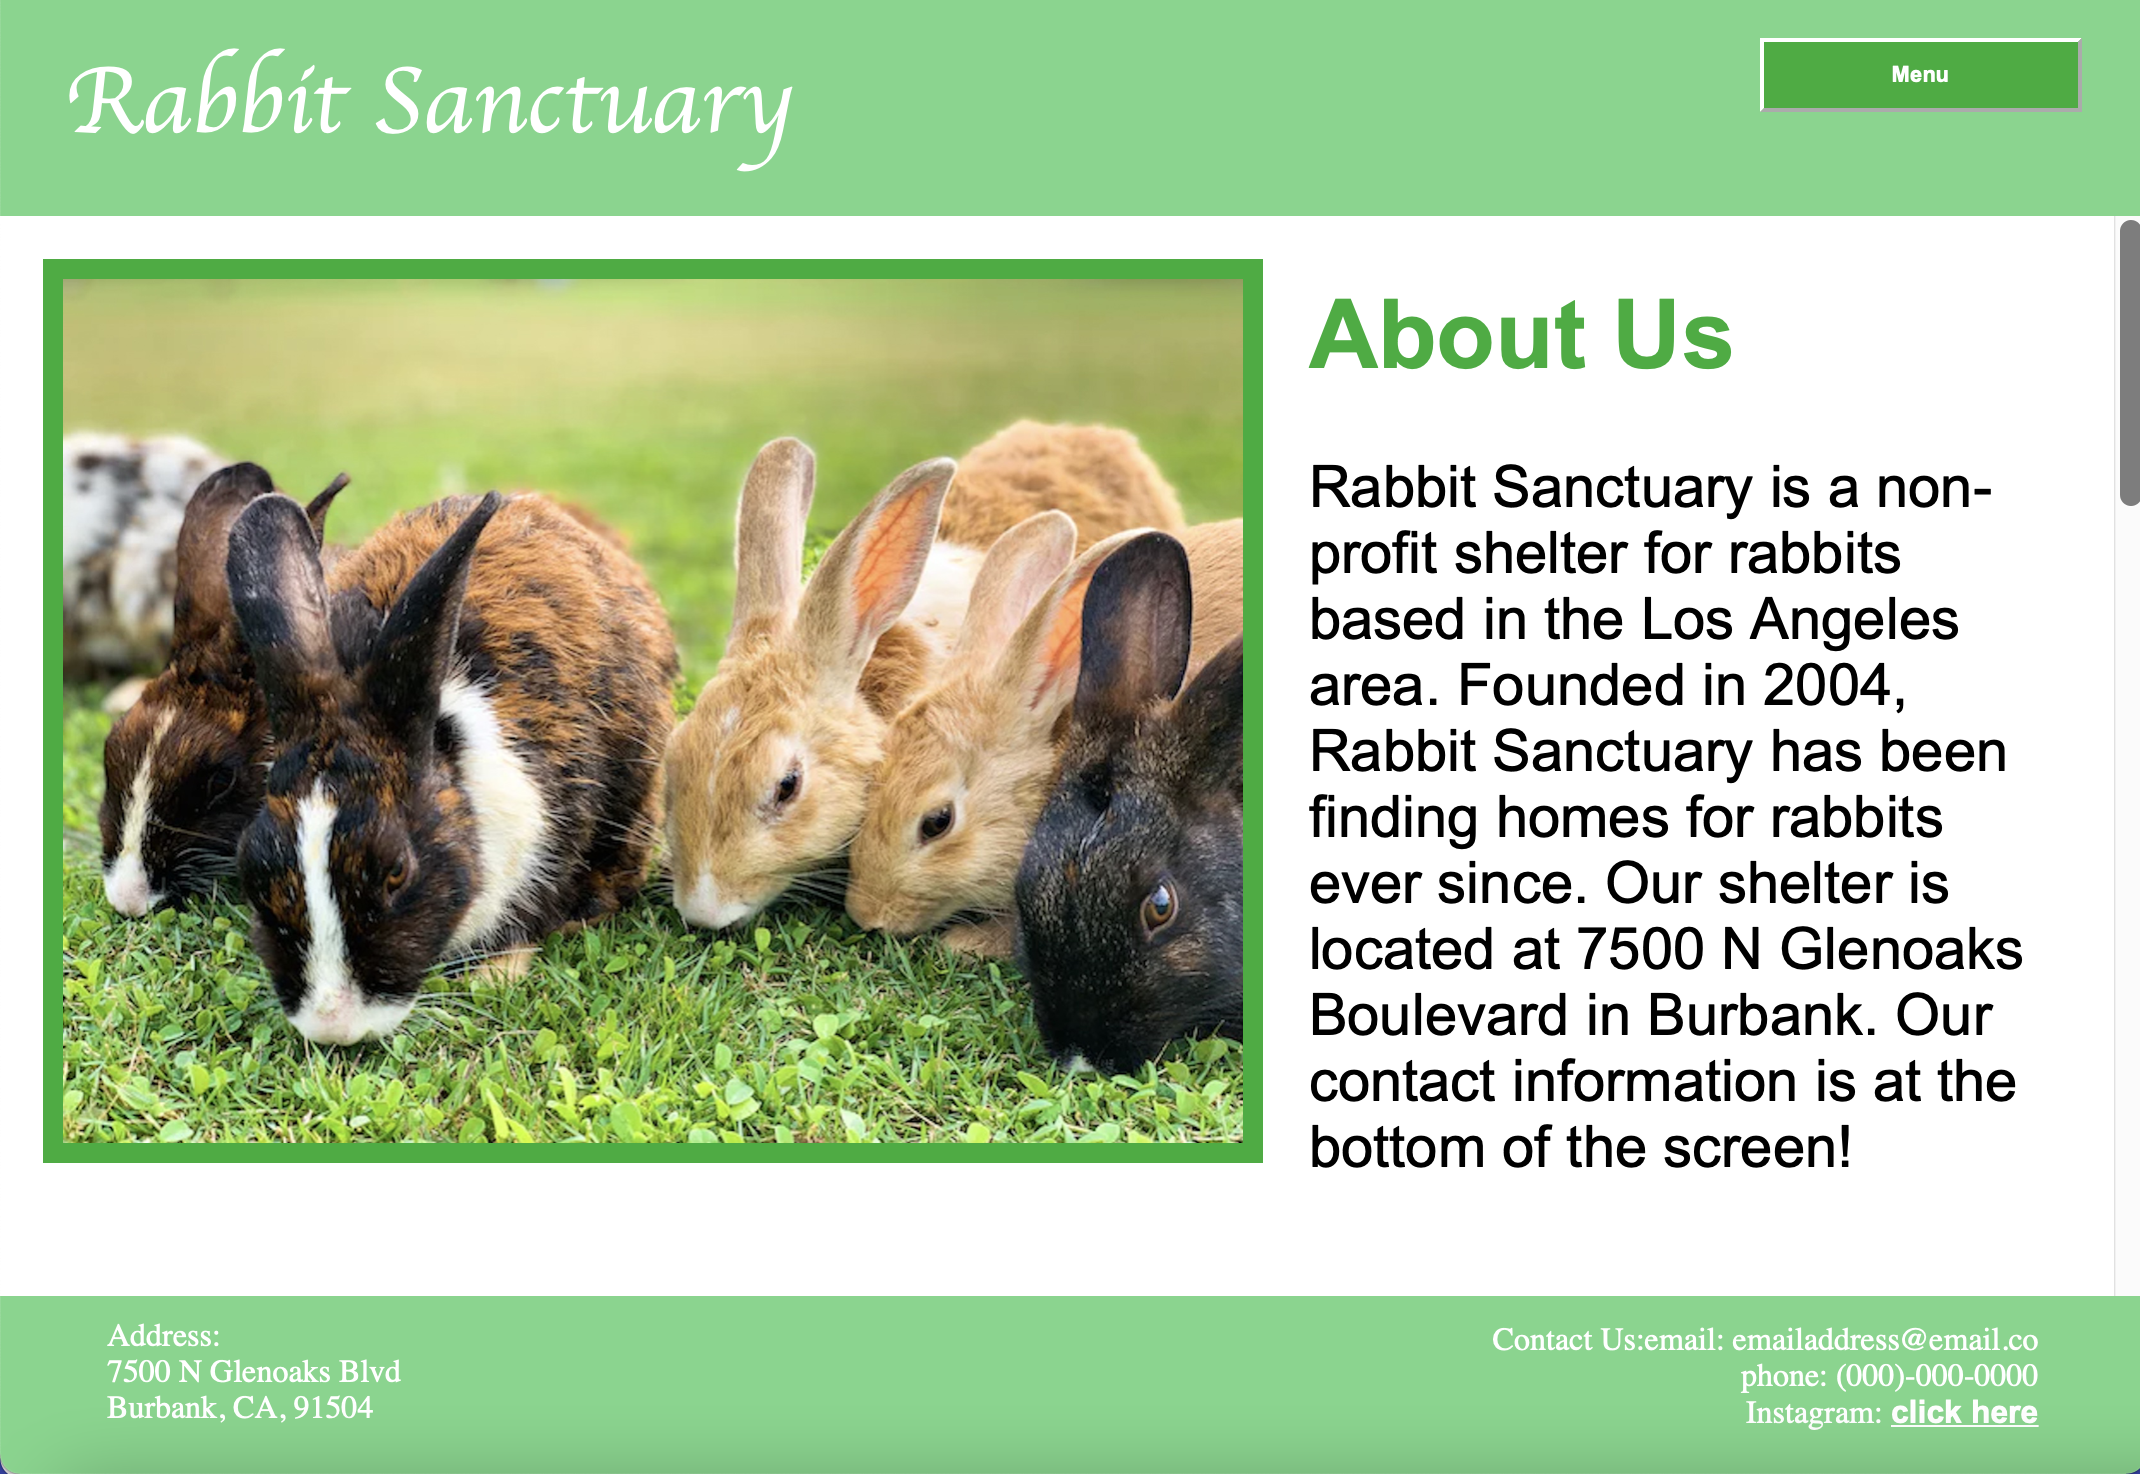 Rabbit Sanctuary
Menu
About Us
Rabbit Sanctuary is a non-
profit shelter for rabbits
based in the Los Angeles
area. Founded in 2004,
Rabbit Sanctuary has been
finding homes for rabbits
ever since. Our shelter is
located at 7500 N Glenoaks
Boulevard in Burbank. Our
contact information is at the
bottom of the screen!
Address:
7500 N Glenoaks Blvd
Burbank, CA, 91504
Contact Us:email: emailaddress@email.co
phone: (000)-000-0000
Instagram: click here